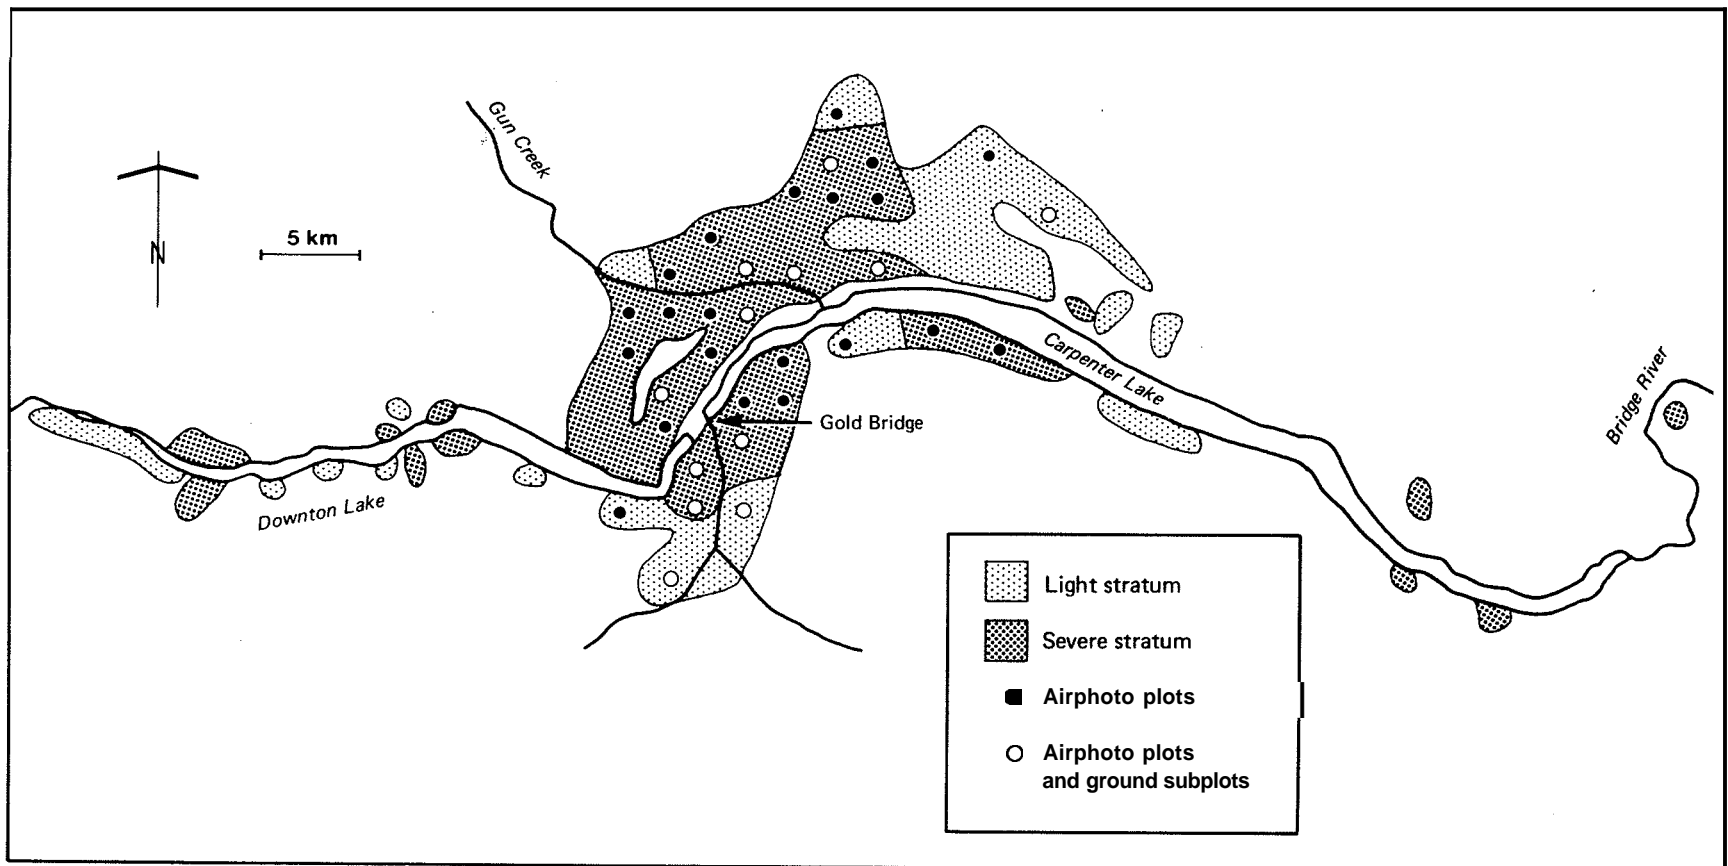 Gun Creek
N
5 km
Carpenter Lake
Bridge River
Gold Bridge
Downton Lake
Light stratum
Severe stratum
Airphoto plots
Airphoto plots
and ground subplots